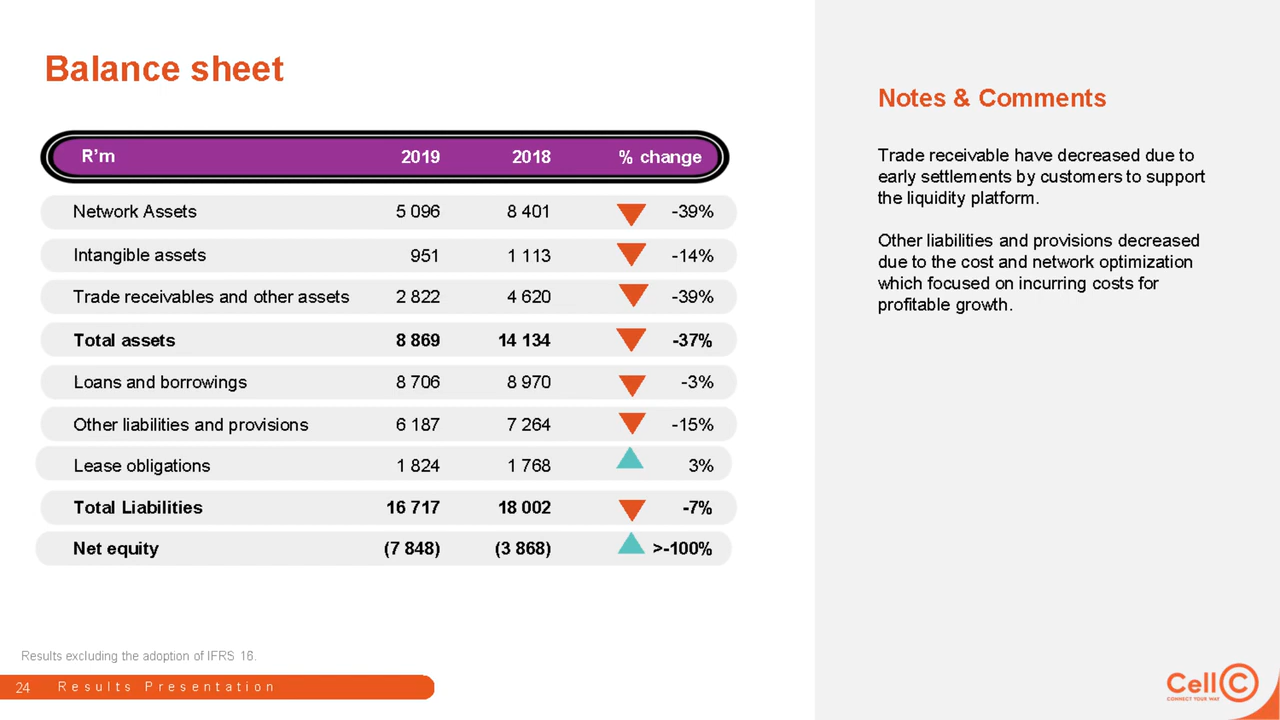 Balance sheet
R'm 2019 2018 % change
Network Assets 5 096 8 401 -39%
Intangible assets 951 1 113 -14%
Trade receivables and other assets 2 822 4 620 -39%
Total assets 8 869 14 134 -37%
Loans and borrowings 8 706 8 970 -3%
Other liabilities and provisions 6 187 7 264 -15%
Lease obligations 1 824 1 768 3%
Total Liabilities 16 717 18 002 -7%
Net equity (7 848) (3 868) >-100%
Notes & Comments
Trade receivable have decreased due to
early settlements by customers to support
the liquidity platform.
Other liabilities and provisions decreased
due to the cost and network optimization
which focused on incurring costs for
profitable growth.
Results excluding the adoption of IFRS 16.
24 Results Presentation
Cell C
CONNECT YOUR WAY